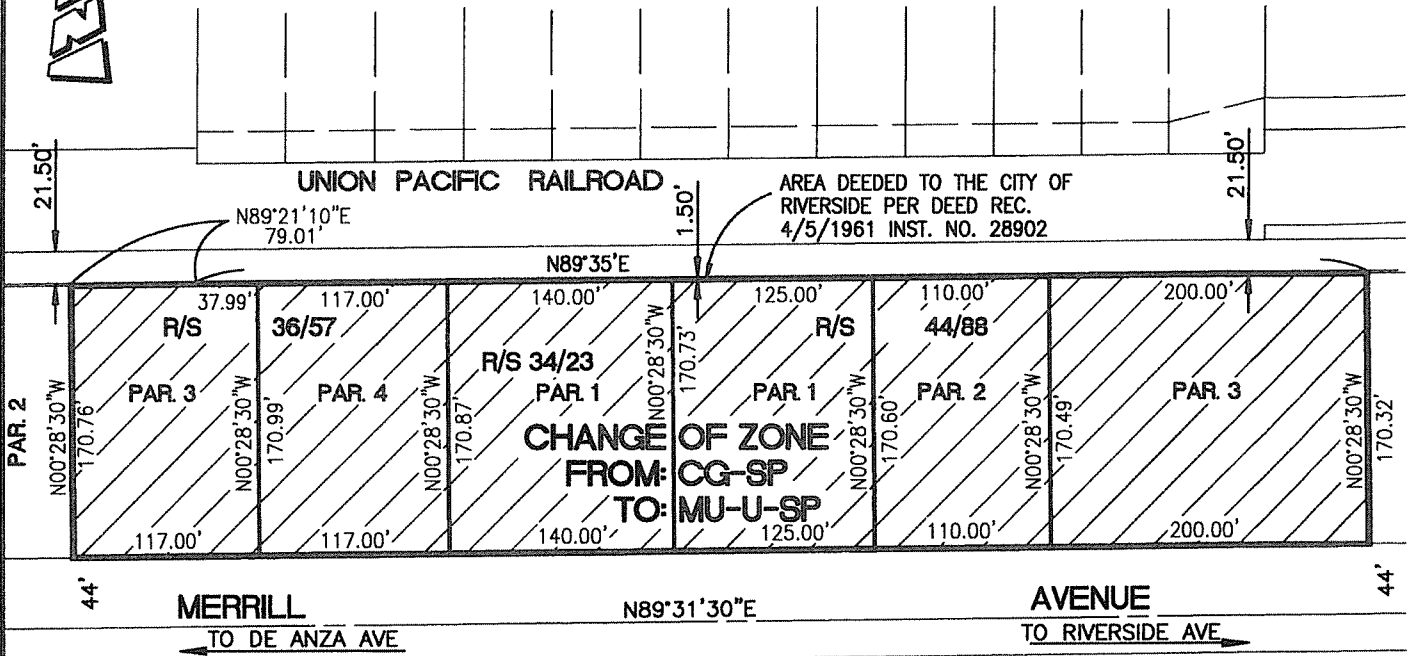 21.50'
UNION PACIFIC RAILROAD
1.50'
AREA DEEDED TO THE CITY OF
RIVERSIDE PER DEED REC.
4/5/1961 INST. NO. 28902
21.50'
N89°21'10"E
79.01'
N89°35'E
37.99'
117.00'
140.00'
125.00'
110.00'
200.00'
R/S
36/57
R/S 34/23
R/S
44/88
PAR. 2
N00°28'30"W
170.76'
PAR. 3
N00°28'30"W
170.99'
PAR. 4
N00°28'30"W
170.87'
PAR. 1
N00°28'30"W
170.73'
PAR. 1
N00°28'30"W
170.60'
PAR. 2
N00°28'30"W
170.49'
PAR. 3
N00°28'30"W
170.32'
CHANGE OF ZONE
FROM: CG-SP
TO: MU-U-SP
117.00'
117.00'
140.00'
125.00'
110.00'
200.00'
44'
MERRILL
N89°31'30"E
AVENUE
44'
TO DE ANZA AVE
TO RIVERSIDE AVE